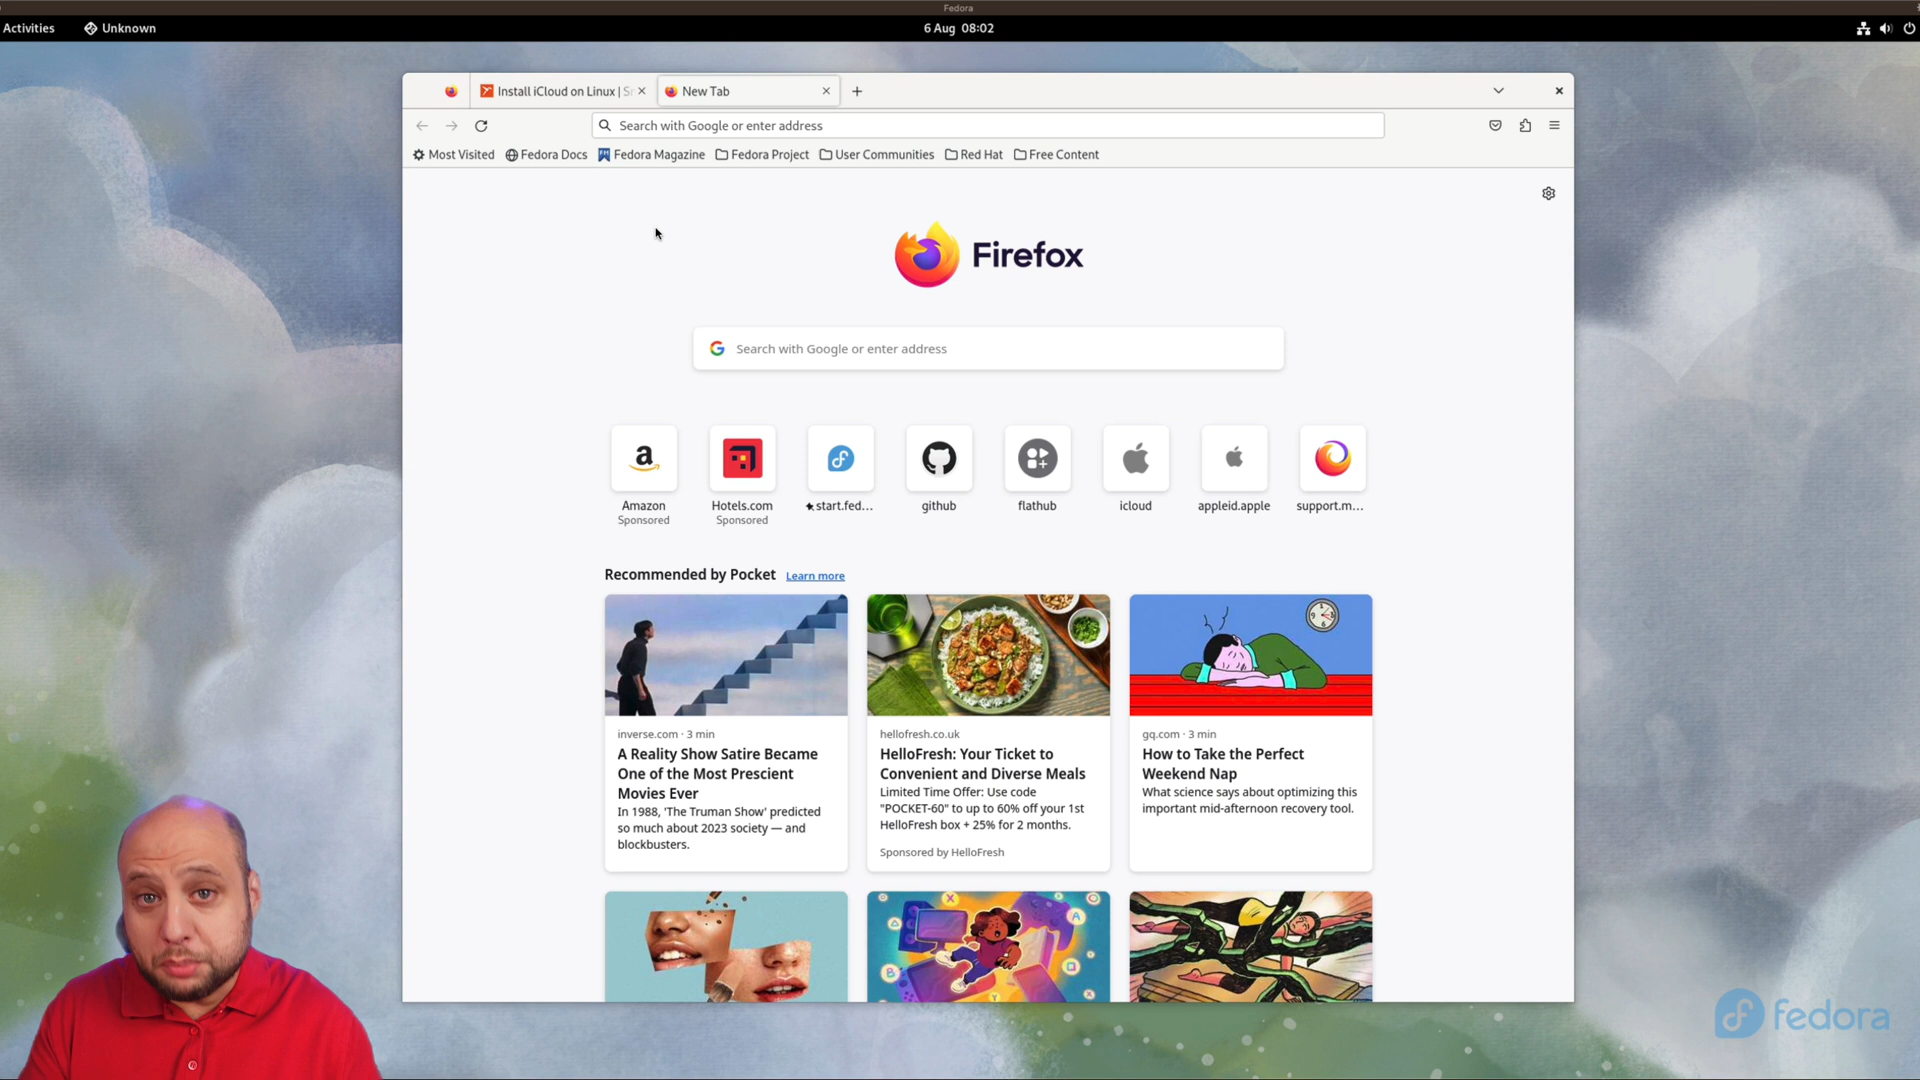 Fedora
Activities
Unknown
6 Aug 08:02
Install iCloud on Linux | Sn
New Tab
Search with Google or enter address
Most Visited
Fedora Docs
Fedora Magazine
Fedora Project
User Communities
Red Hat
Free Content
Firefox
Search with Google or enter address
Amazon
Sponsored
Hotels.com
Sponsored
start.fed...
github
flathub
icloud
appleid.apple
support.m...
Recommended by Pocket
Learn more
inverse.com · 3 min
A Reality Show Satire Became
One of the Most Prescient
Movies Ever
In 1988, 'The Truman Show' predicted
so much about 2023 society — and
blockbusters.
hellofresh.co.uk
HelloFresh: Your Ticket to
Convenient and Diverse Meals
Limited Time Offer: Use code
"POCKET-60" to up to 60% off your 1st
HelloFresh box + 25% for 2 months.
Sponsored by HelloFresh
gq.com · 3 min
How to Take the Perfect
Weekend Nap
What science says about optimizing this
important mid-afternoon recovery tool.
fedora